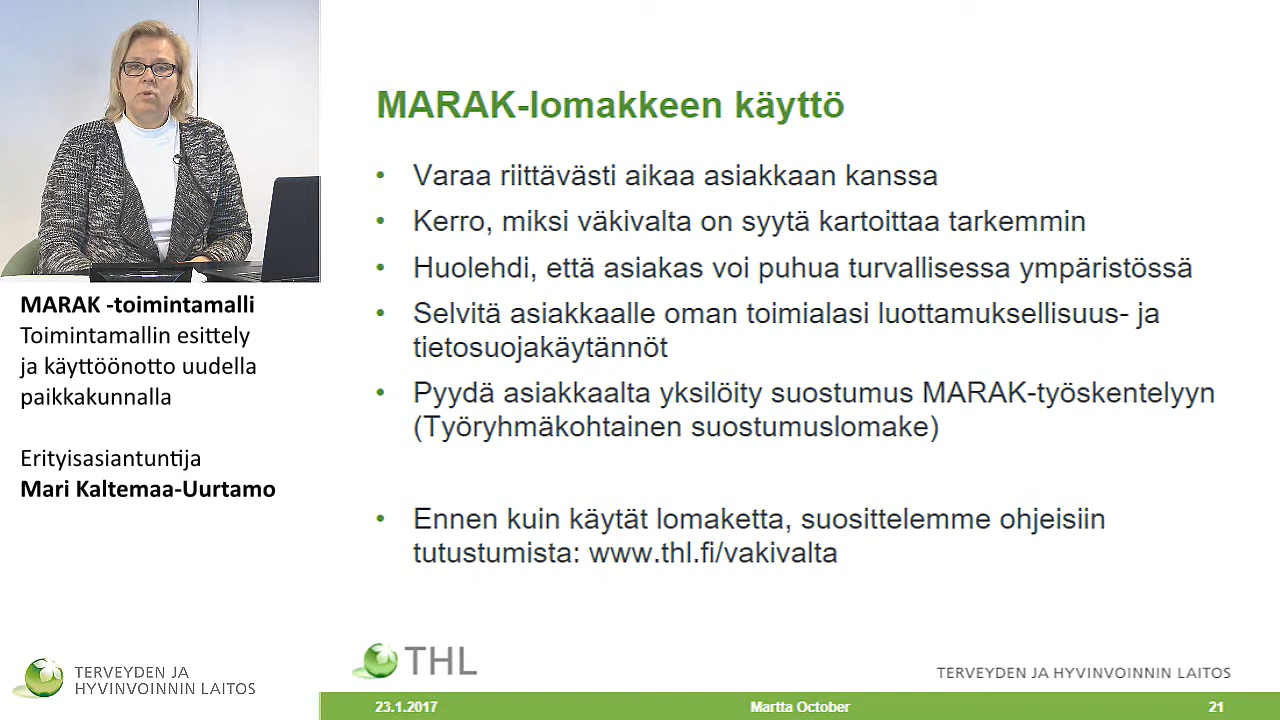 MARAK-lomakkeen käyttö
• Varaa riittävästi aikaa asiakkaan kanssa
• Kerro, miksi väkivalta on syytä kartoittaa tarkemmin
• Huolehdi, että asiakas voi puhua turvallisessa ympäristössä
• Selvitä asiakkaalle oman toimialasi luottamuksellisuus- ja
tietosuojakäytännöt
• Pyydä asiakkaalta yksilöity suostumus MARAK-työskentelyyn
(Työryhmäkohtainen suostumuslomake)
• Ennen kuin käytät lomaketta, suosittelemme ohjeisiin
tutustumista: www.thl.fi/vakivalta
MARAK -toimintamalli
Toimintamallin esittely
ja käyttöönotto uudella
paikkakunnalla
Erityisasiantuntija
Mari Kaltemaa-Uurtamo
TERVEYDEN JA
HYVINVOINNIN LAITOS
THL
TERVEYDEN JA HYVINVOINNIN LAITOS
23.1.2017
Martta October
21